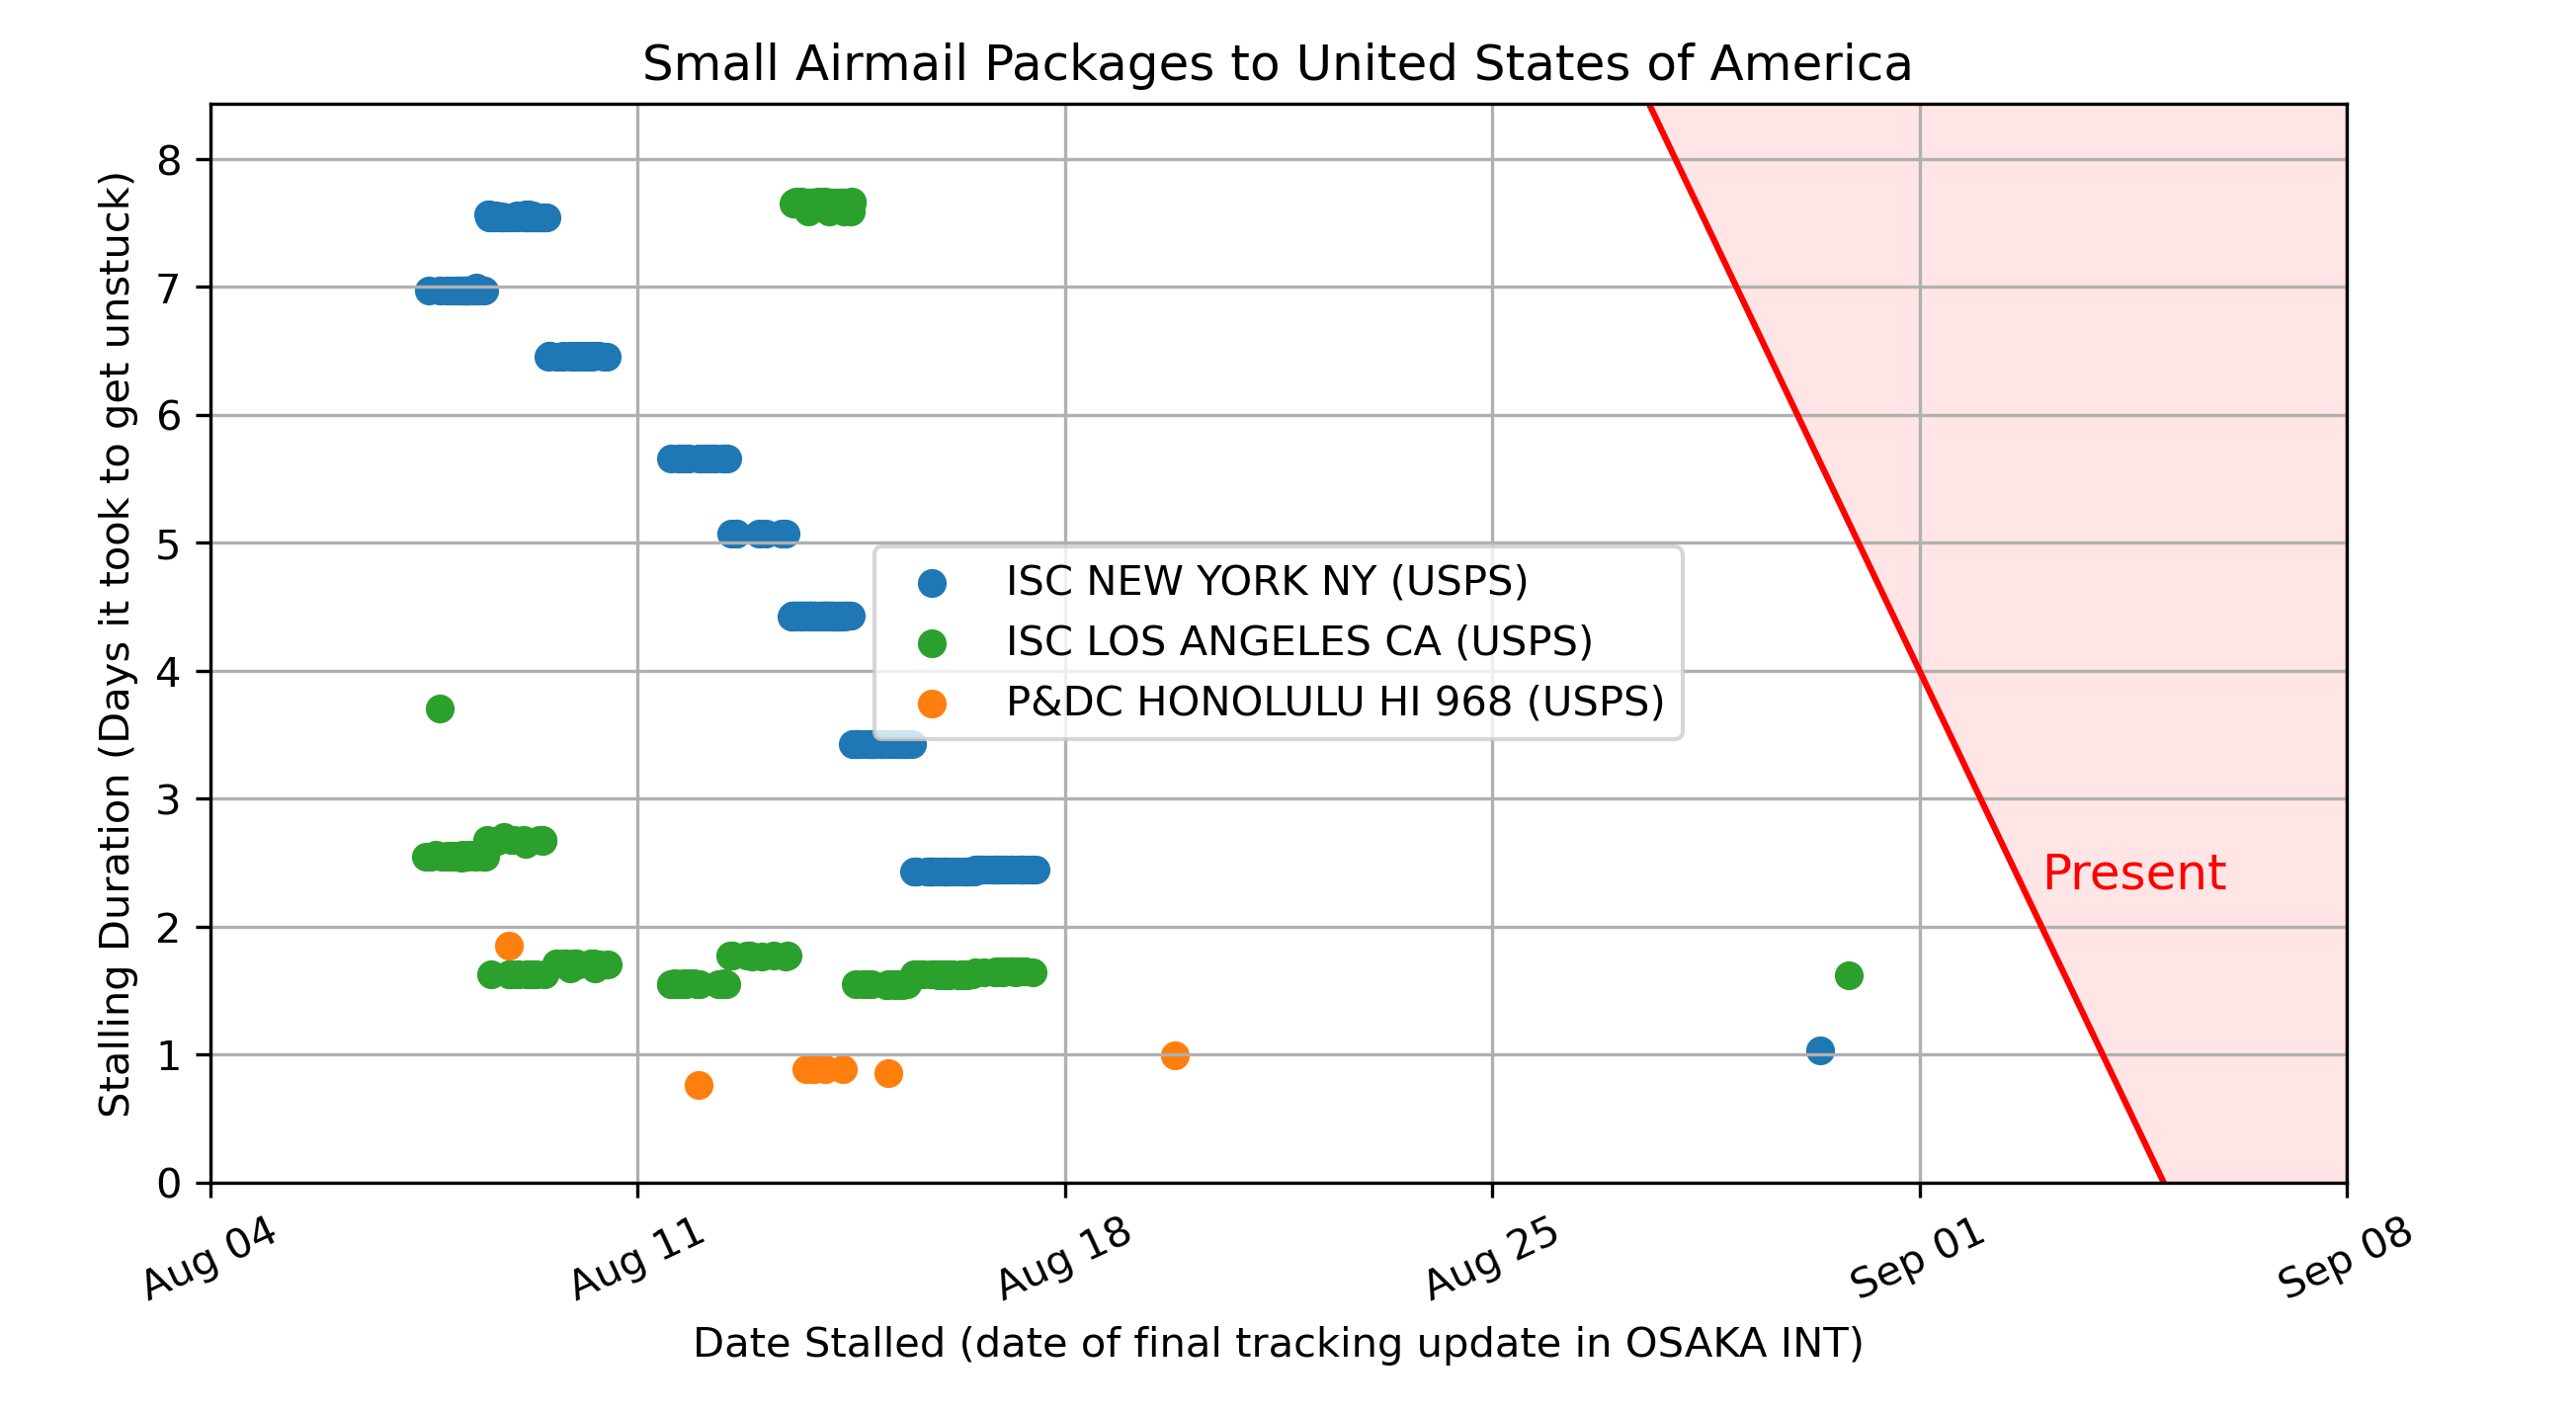 Small Airmail Packages to United States of America
Stalling Duration (Days it took to get unstuck)
8
7
6
5
4
3
2
1
0
ISC NEW YORK NY (USPS)
ISC LOS ANGELES CA (USPS)
P&DC HONOLULU HI 968 (USPS)
Present
Aug 04
Aug 11
Aug 18
Aug 25
Sep 01
Sep 08
Date Stalled (date of final tracking update in OSAKA INT)